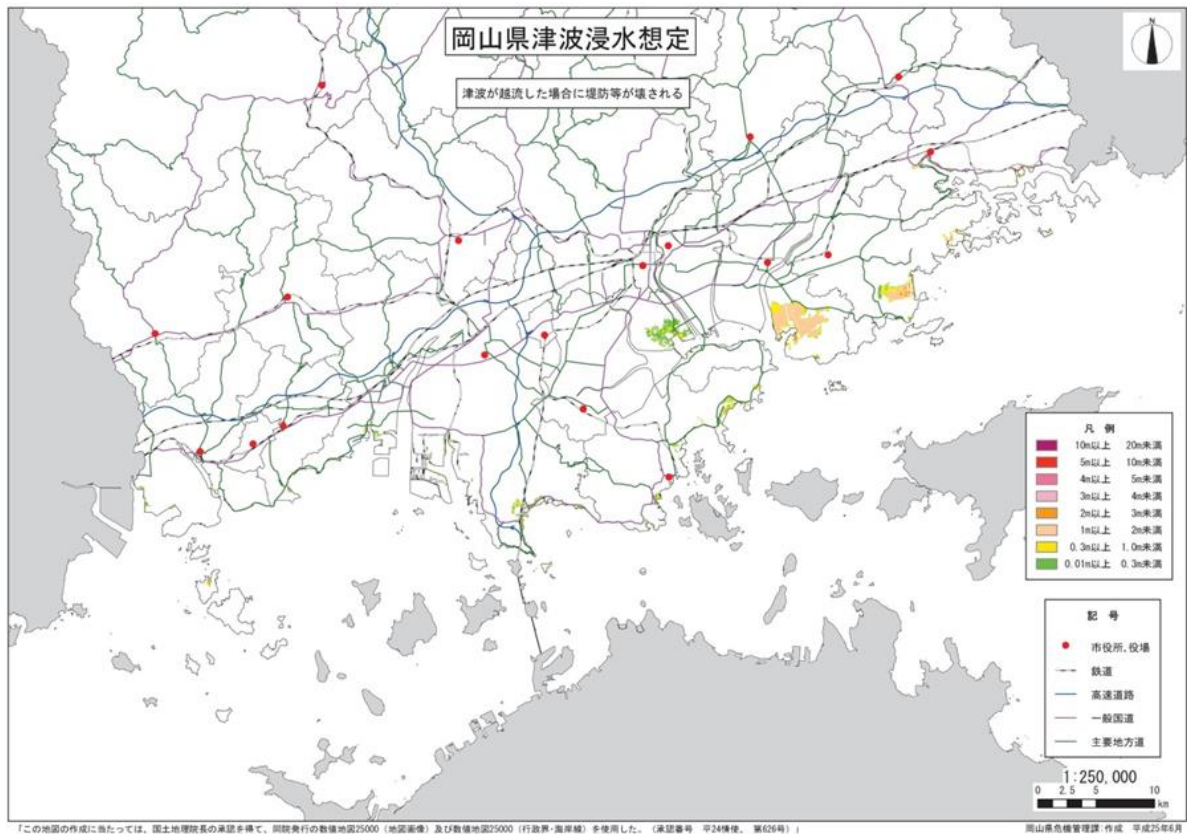 岡山県津波浸水想定
津波が越流した場合に堤防等が壊される
N
凡 例
10m以上 20m未満
5m以上 10m未満
4m以上 5m未満
3m以上 4m未満
2m以上 3m未満
1m以上 2m未満
0.3m以上 1.0m未満
0.01m以上 0.3m未満
記 号
市役所、役場
鉄道
高速道路
一般国道
主要地方道
1:250,000
0 2.5 5 10
km
「この地図の作成に当たっては、国土地理院長の承認を得て、同院発行の数値地図25000（地図画像）及び数値地図25000（行政界・海岸線）を使用した。（承認番号 平24情使、 第626号）」
岡山県危機管理課:作成 平成25年6月